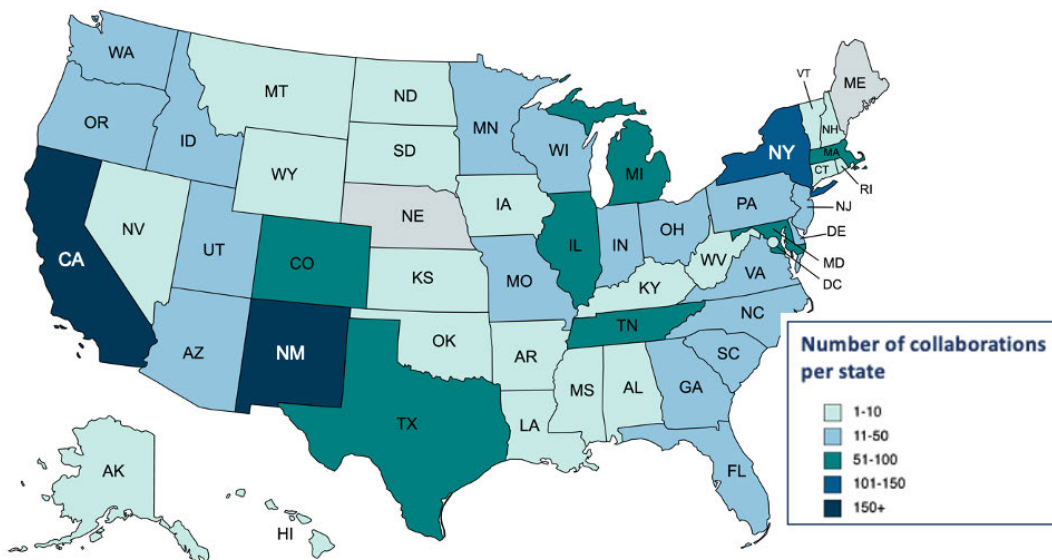 WA
MT
ND
MN
VT
ME
OR
ID
SD
WI
NH
NY
MA
WY
MI
CT
RI
IA
NE
PA
NJ
NV
OH
IL
IN
DE
UT
CA
CO
WV
MD
KS
MO
VA
KY
DC
NC
TN
OK
AZ
NM
AR
SC
MS
AL
GA
TX
LA
FL
AK
HI
Number of collaborations
per state
1-10
11-50
51-100
101-150
150+